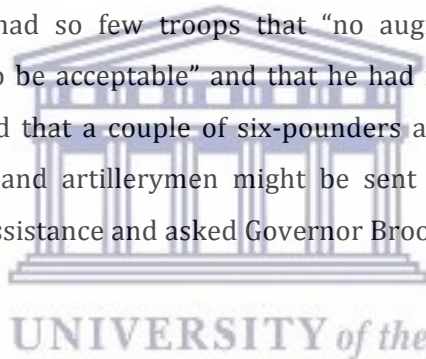 had so few troops that “no aug
o be acceptable” and that he had
d that a couple of six-pounders a
and artillerymen might be sent
ssistance and asked Governor Broo
UNIVERSITY of the